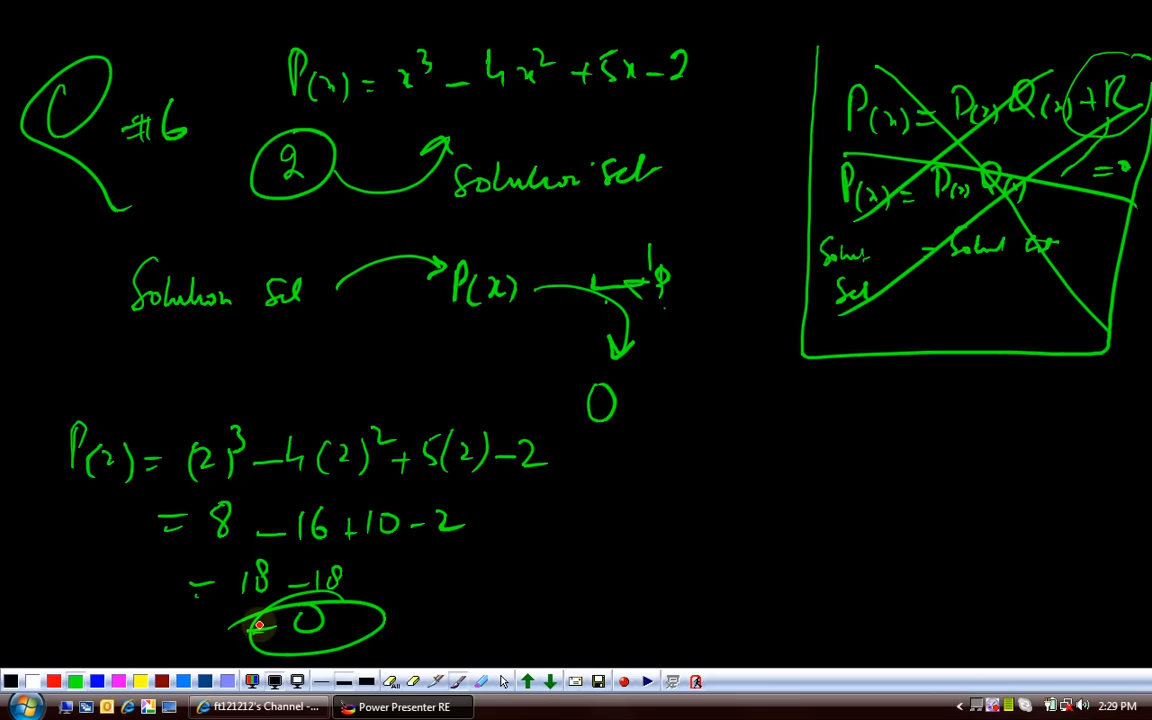 P(x) = x³ - 4x² + 5x - 2
#6
2
Solution Set
Solution Set P(x)
0
P(2) = (2)³ - 4(2)² + 5(2) - 2
= 8 - 16 + 10 - 2
= 18 - 18
= 0
P(x) = D(x) Q(x) + R
= 0
P(x) = D(x) Q(x)
Solut
Set
ft121212's Channel -...
Power Presenter RE
2:29 PM